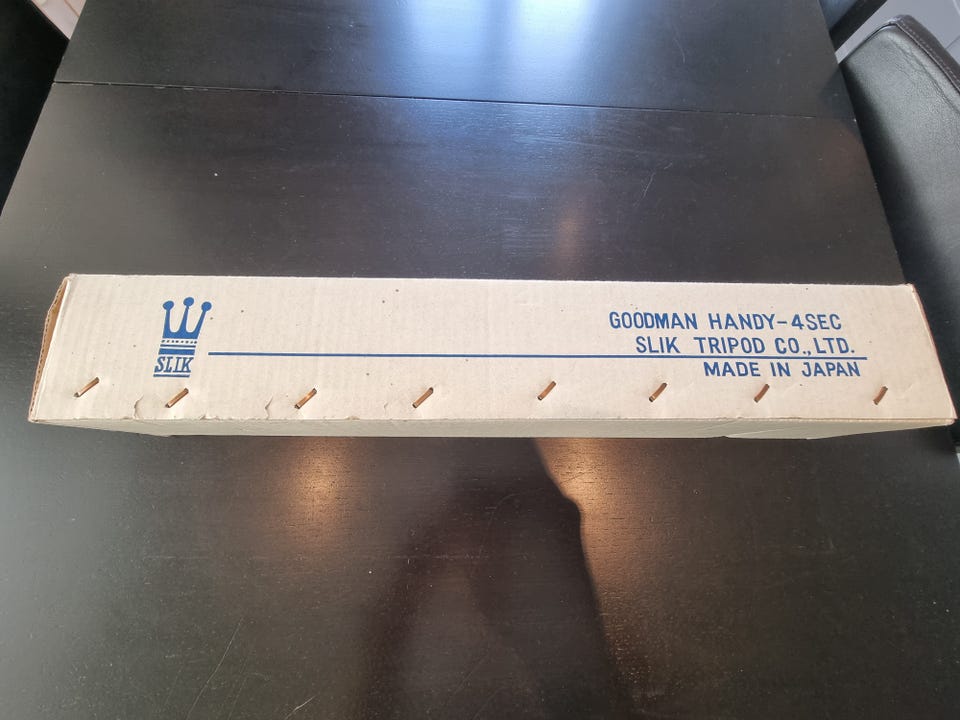 SLIK
GOODMAN HANDY-4SEC
SLIK TRIPOD CO.,LTD.
MADE IN JAPAN